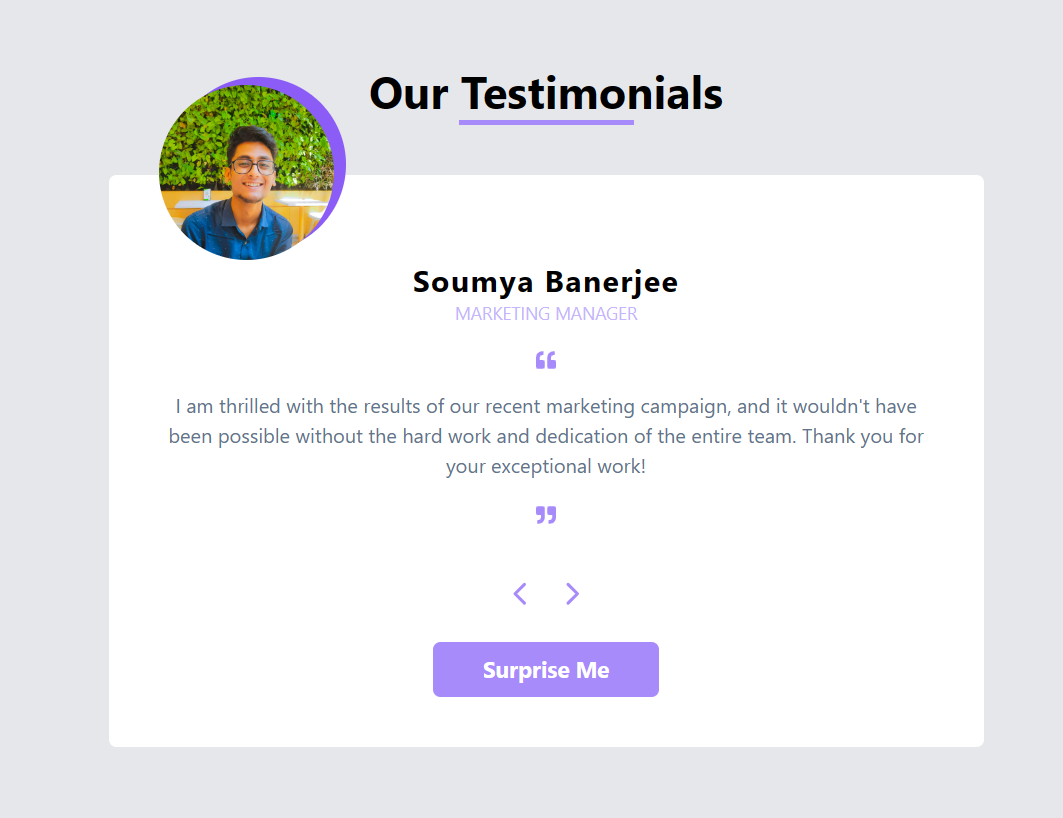 Our Testimonials
Soumya Banerjee
MARKETING MANAGER
“
I am thrilled with the results of our recent marketing campaign, and it wouldn't have
been possible without the hard work and dedication of the entire team. Thank you for
your exceptional work!
”
Surprise Me